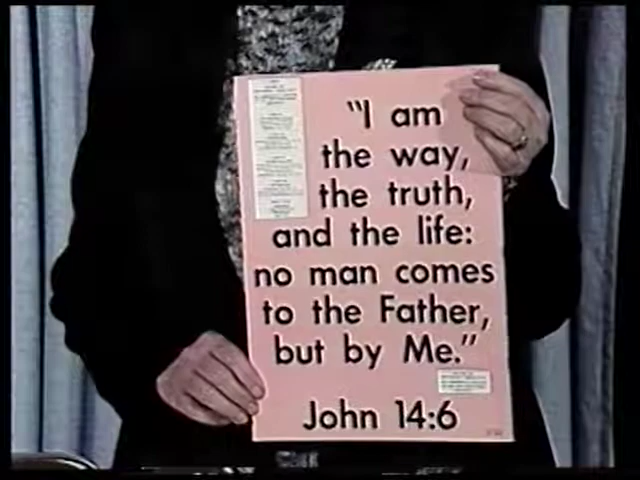 "I am
the way,
the truth,
and the life:
no man comes
to the Father,
but by Me."
John 14:6